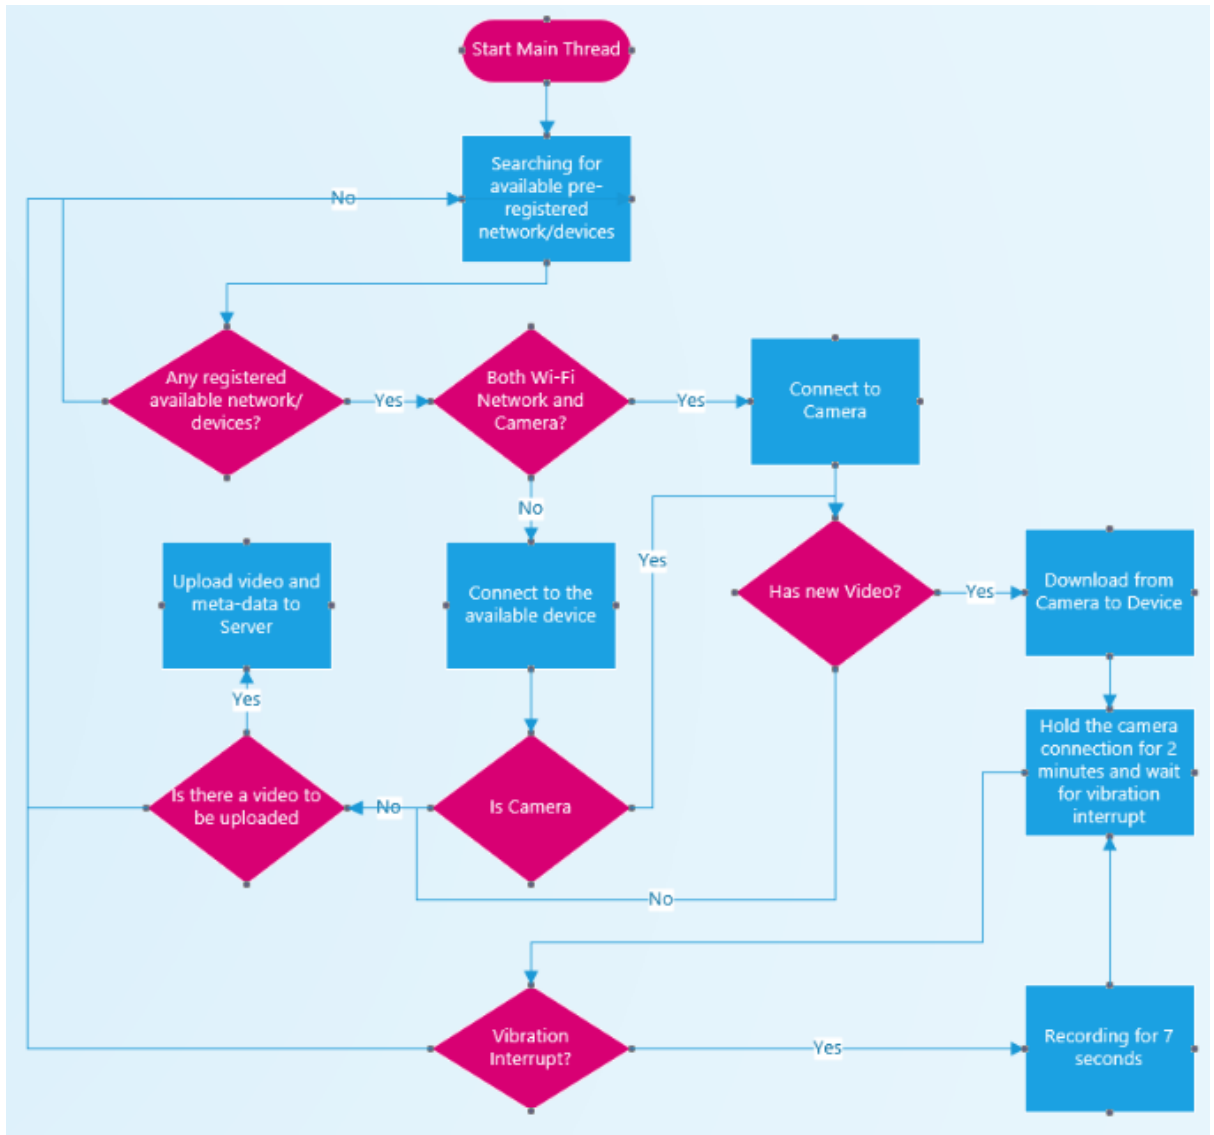 Start Main Thread
Searching for
available pre-
registered
network/devices
No
Any registered
available network/
devices?
Yes
Both Wi-Fi
Network and
Camera?
Yes
Connect to
Camera
No
Upload video and
meta-data to
Server
Connect to the
available device
Yes
Has new Video?
Yes
Download from
Camera to Device
Yes
Is there a video to
be uploaded
No
Is Camera
Hold the camera
connection for 2
minutes and wait
for vibration
interrupt
No
Vibration
Interrupt?
Yes
Recording for 7
seconds